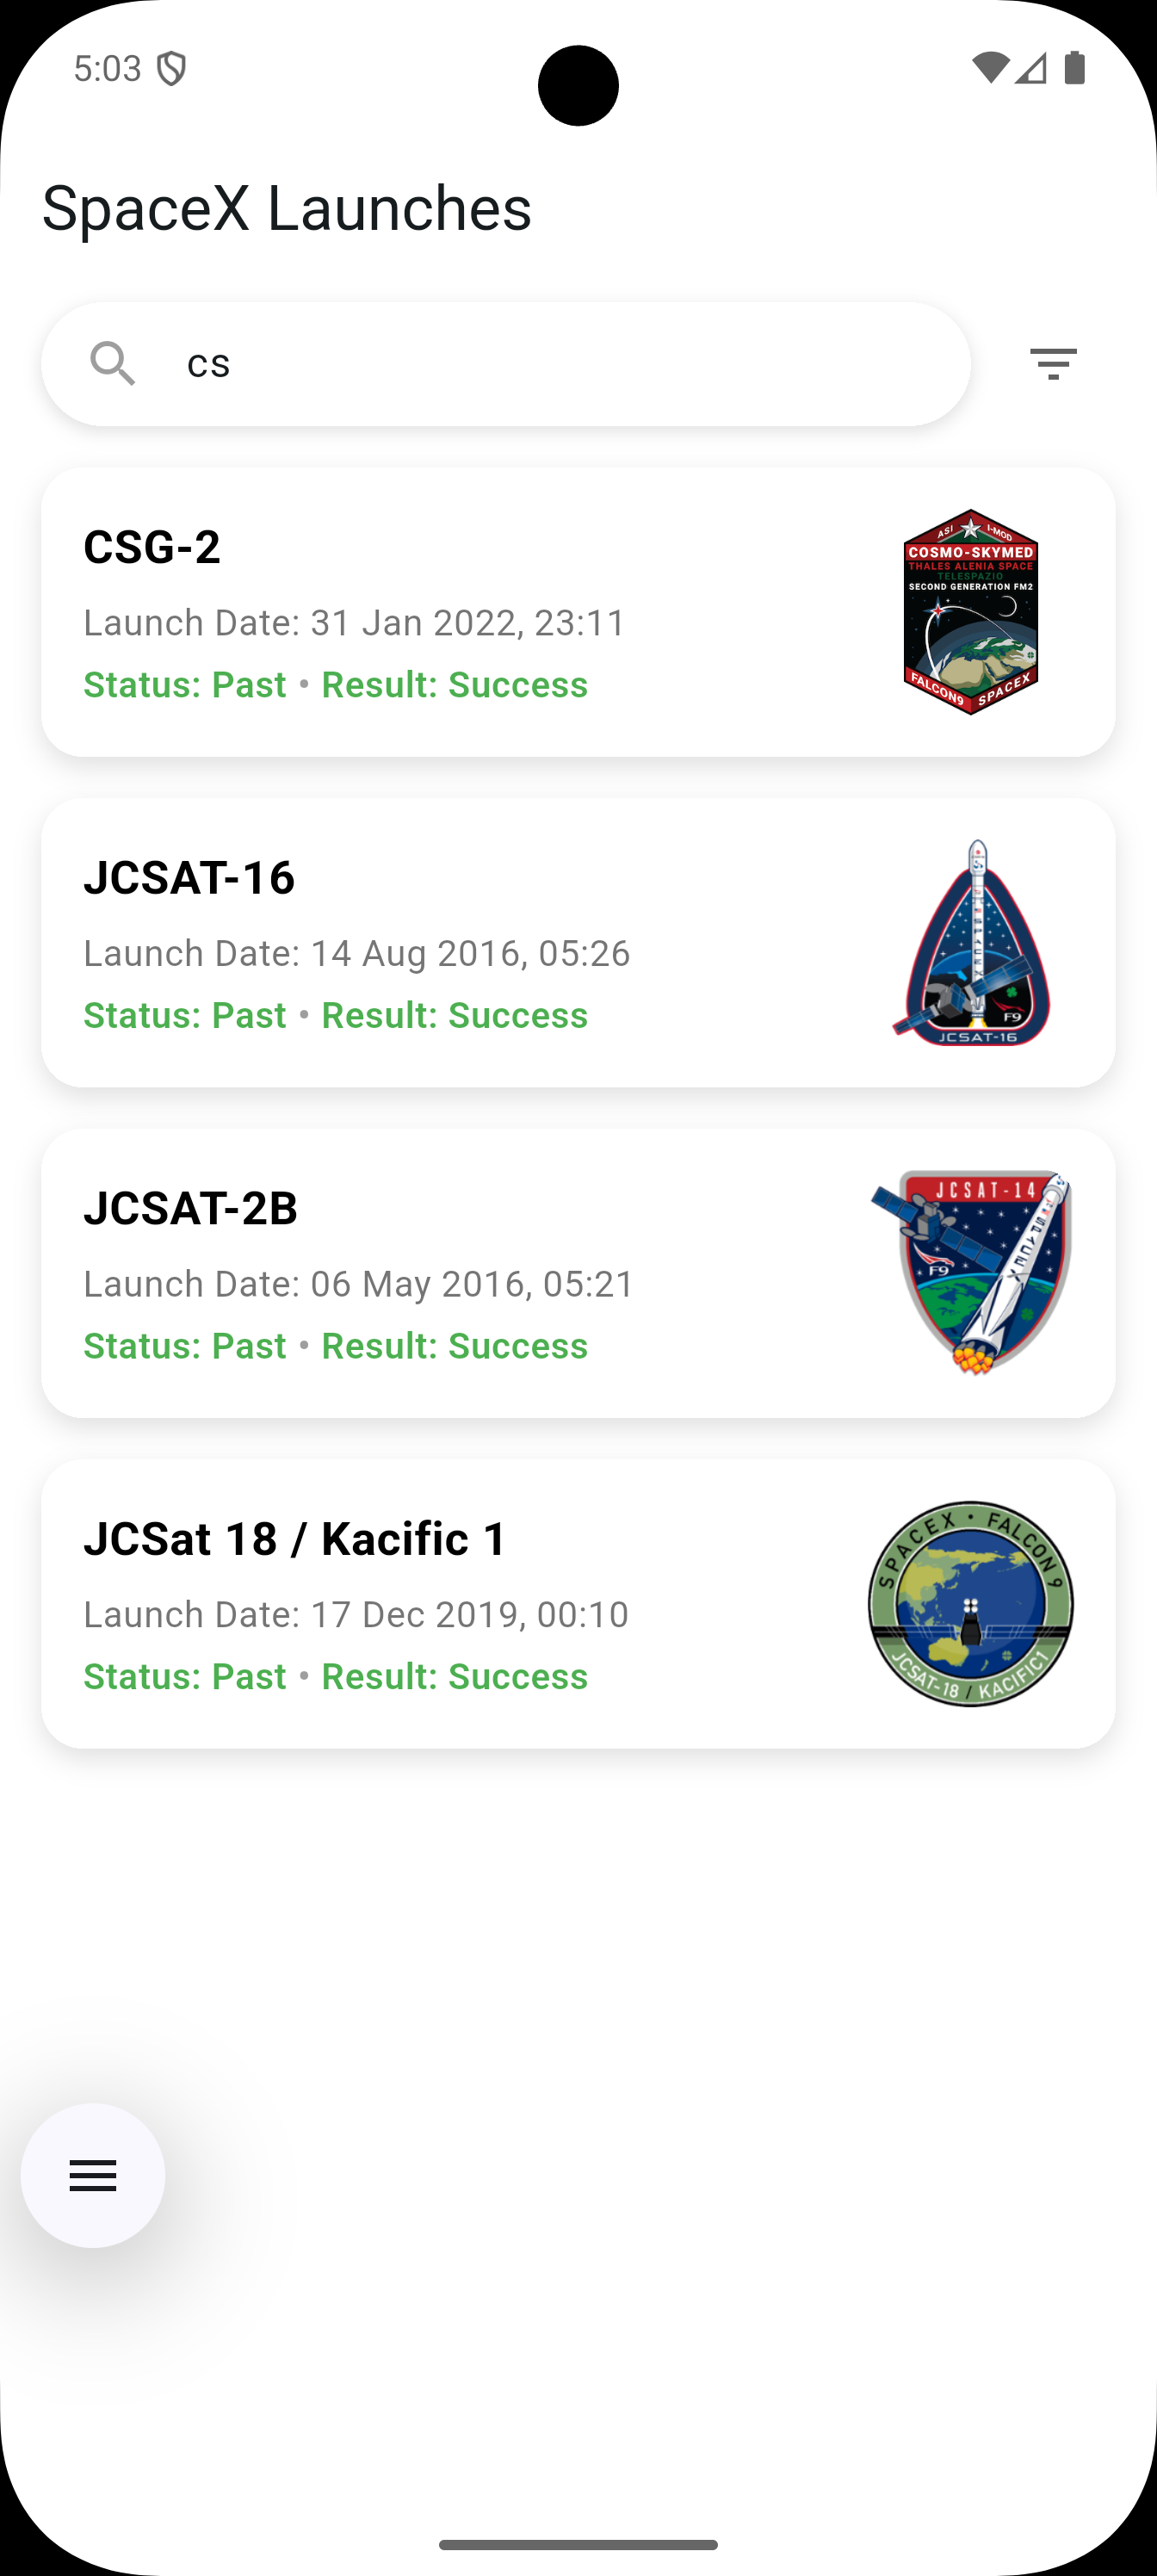 5:03
SpaceX Launches
cs
CSG-2
Launch Date: 31 Jan 2022, 23:11
Status: Past • Result: Success
ASI I-MOD
COSMO-SKYMED
THALES ALENIA SPACE
TELESPAZIO
SECOND GENERATION FM2
FALCON9 SPACEX
JCSAT-16
Launch Date: 14 Aug 2016, 05:26
Status: Past • Result: Success
SPACEX
F9
JCSAT-16
JCSAT-2B
Launch Date: 06 May 2016, 05:21
Status: Past • Result: Success
JCSAT-14
SPACEX
F9
JCSat 18 / Kacific 1
Launch Date: 17 Dec 2019, 00:10
Status: Past • Result: Success
SPACEX • FALCON 9
JCSAT-18 / KACIFIC1